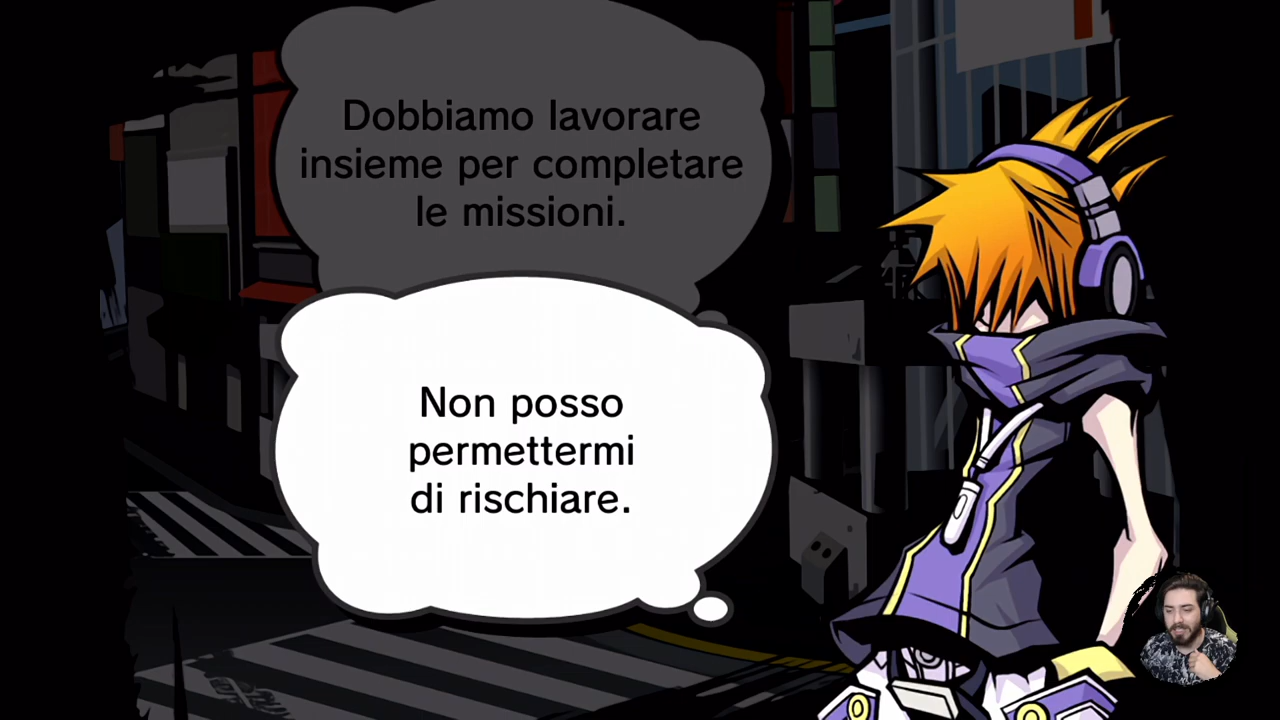 Dobbiamo lavorare
insieme per completare
le missioni.
Non posso
permettermi
di rischiare.